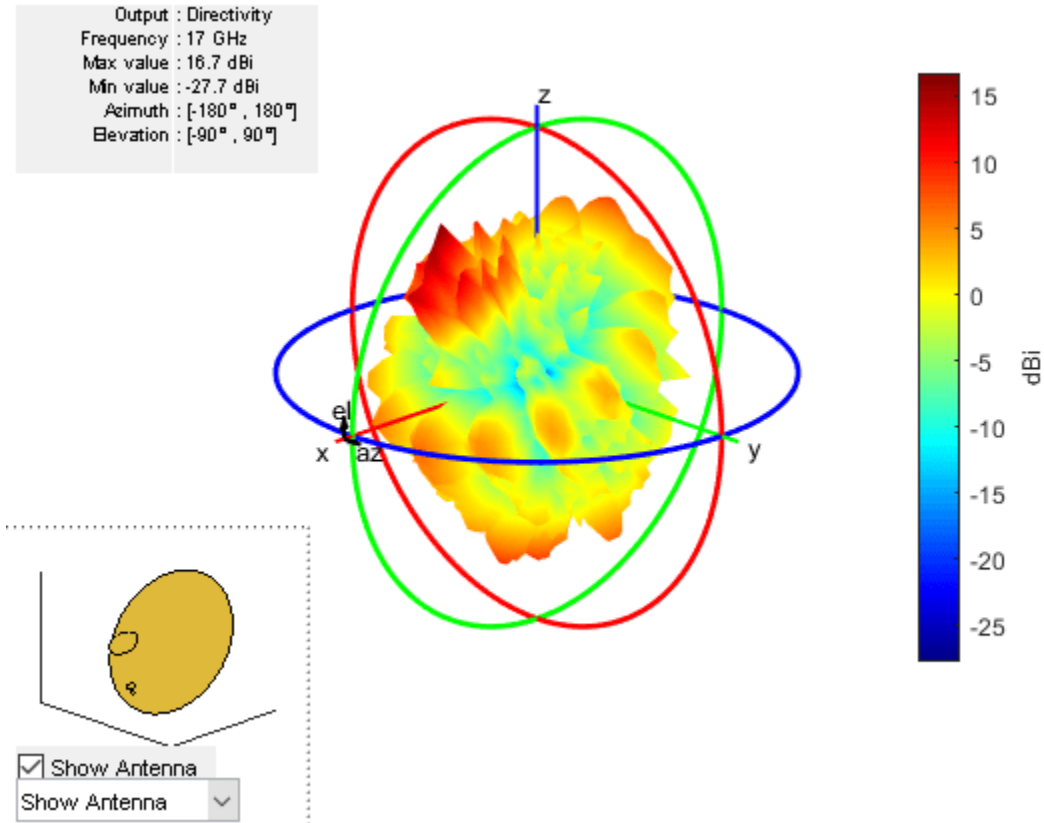 Output : Directivity
Frequency : 17 GHz
Max value : 16.7 dBi
Min value : -27.7 dBi
Azimuth : [-180° , 180°]
Elevation : [-90° , 90°]
z
x
el
az
y
15
10
5
0
-5
-10
-15
-20
-25
dBi
Show Antenna
Show Antenna